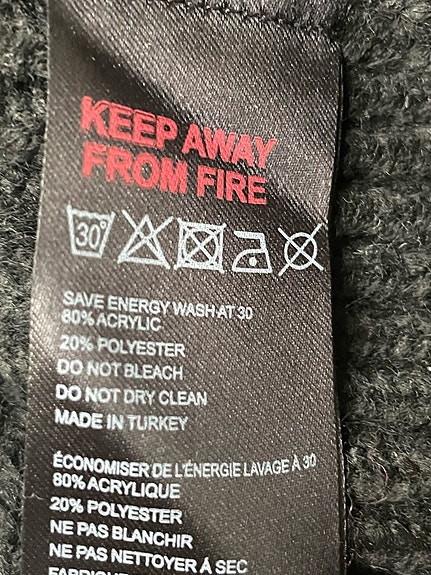 KEEP AWAY
FROM FIRE
30°
SAVE ENERGY WASH AT 30
80% ACRYLIC
20% POLYESTER
DO NOT BLEACH
DO NOT DRY CLEAN
MADE IN TURKEY
ÉCONOMISER DE L'ÉNERGIE LAVAGE À 30
80% ACRYLIQUE
20% POLYESTER
NE PAS BLANCHIR
NE PAS NETTOYER À SEC